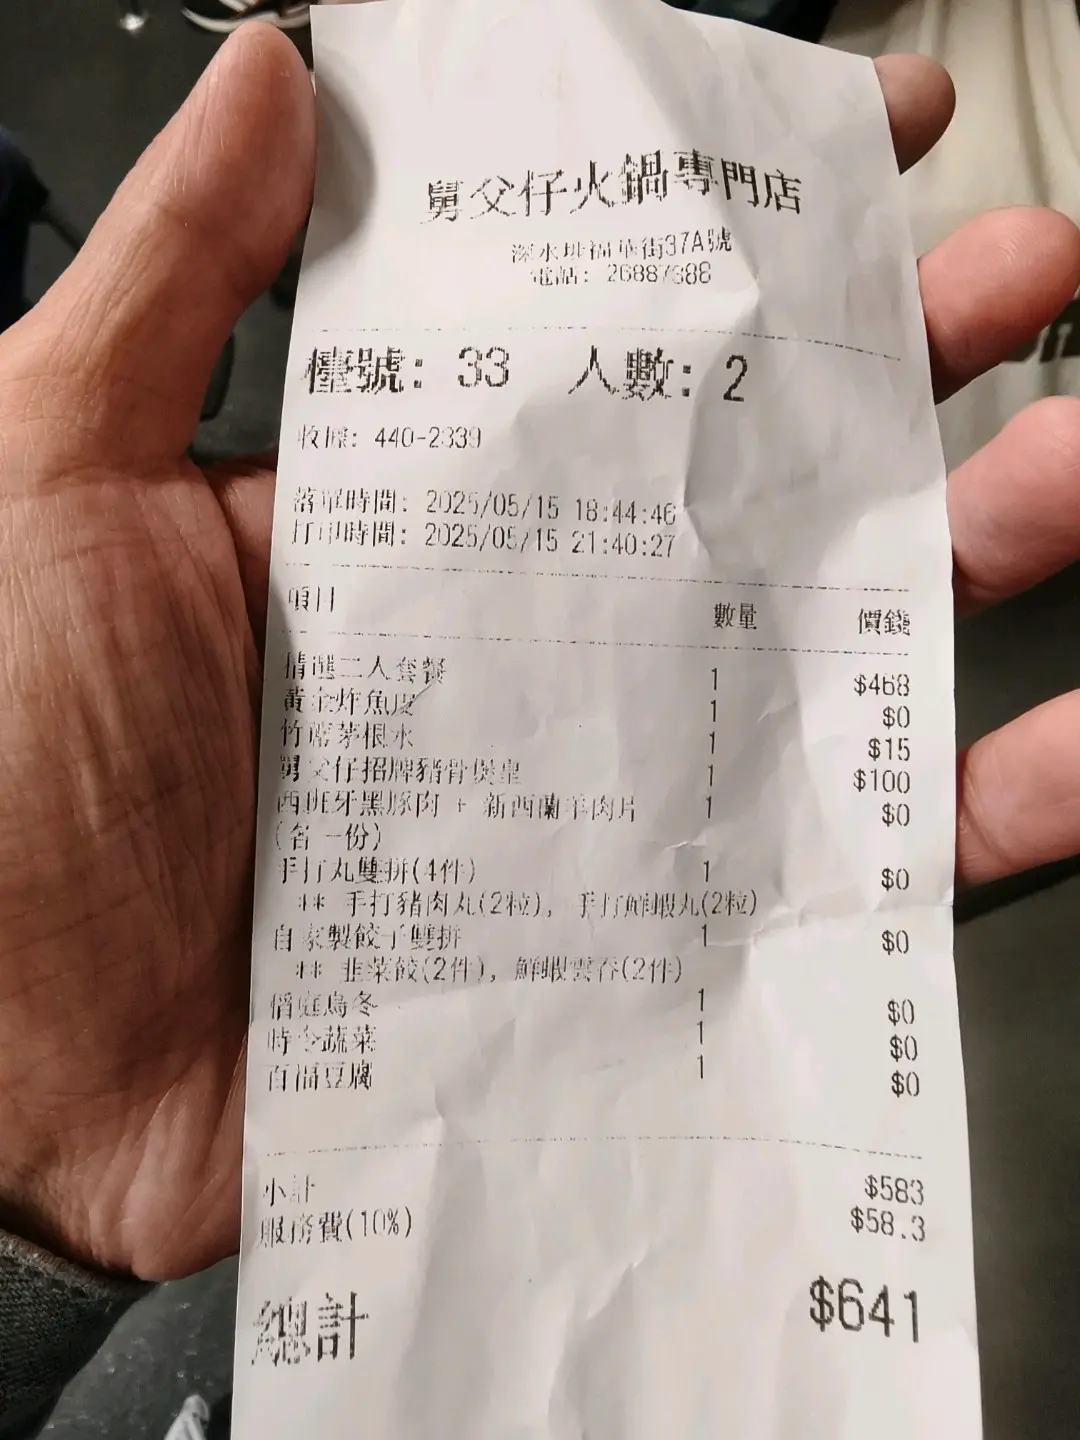 舅父仔火鍋專門店
深水埗福華街37A號
電話: 26887388
檯號: 33 人數: 2
收據: 440-2339
落單時間: 2025/05/15 18:44:46
打印時間: 2025/05/15 21:40:27
項目 數量 價錢
精選二人套餐 1 $468
黃金炸魚皮 1 $0
竹蔗茅根水 1 $15
舅父仔招牌豬骨煲皇 1 $100
西班牙黑豚肉 + 新西蘭羊肉片 1 $0
(各一份)
手打丸雙拼(4件) 1 $0
** 手打豬肉丸(2粒), 手打鮮蝦丸(2粒)
自家製餃子雙拼 1 $0
** 韭菜餃(2件), 鮮蝦雲吞(2件)
稻庭烏冬 1 $0
時令蔬菜 1 $0
百福豆腐 1 $0
小計 $583
服務費(10%) $58.3
總計 $641